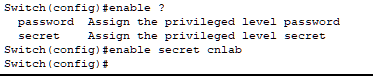 Switch(config)#enable ?
  password  Assign the privileged level password
  secret    Assign the privileged level secret
Switch(config)#enable secret cnlab
Switch(config)#